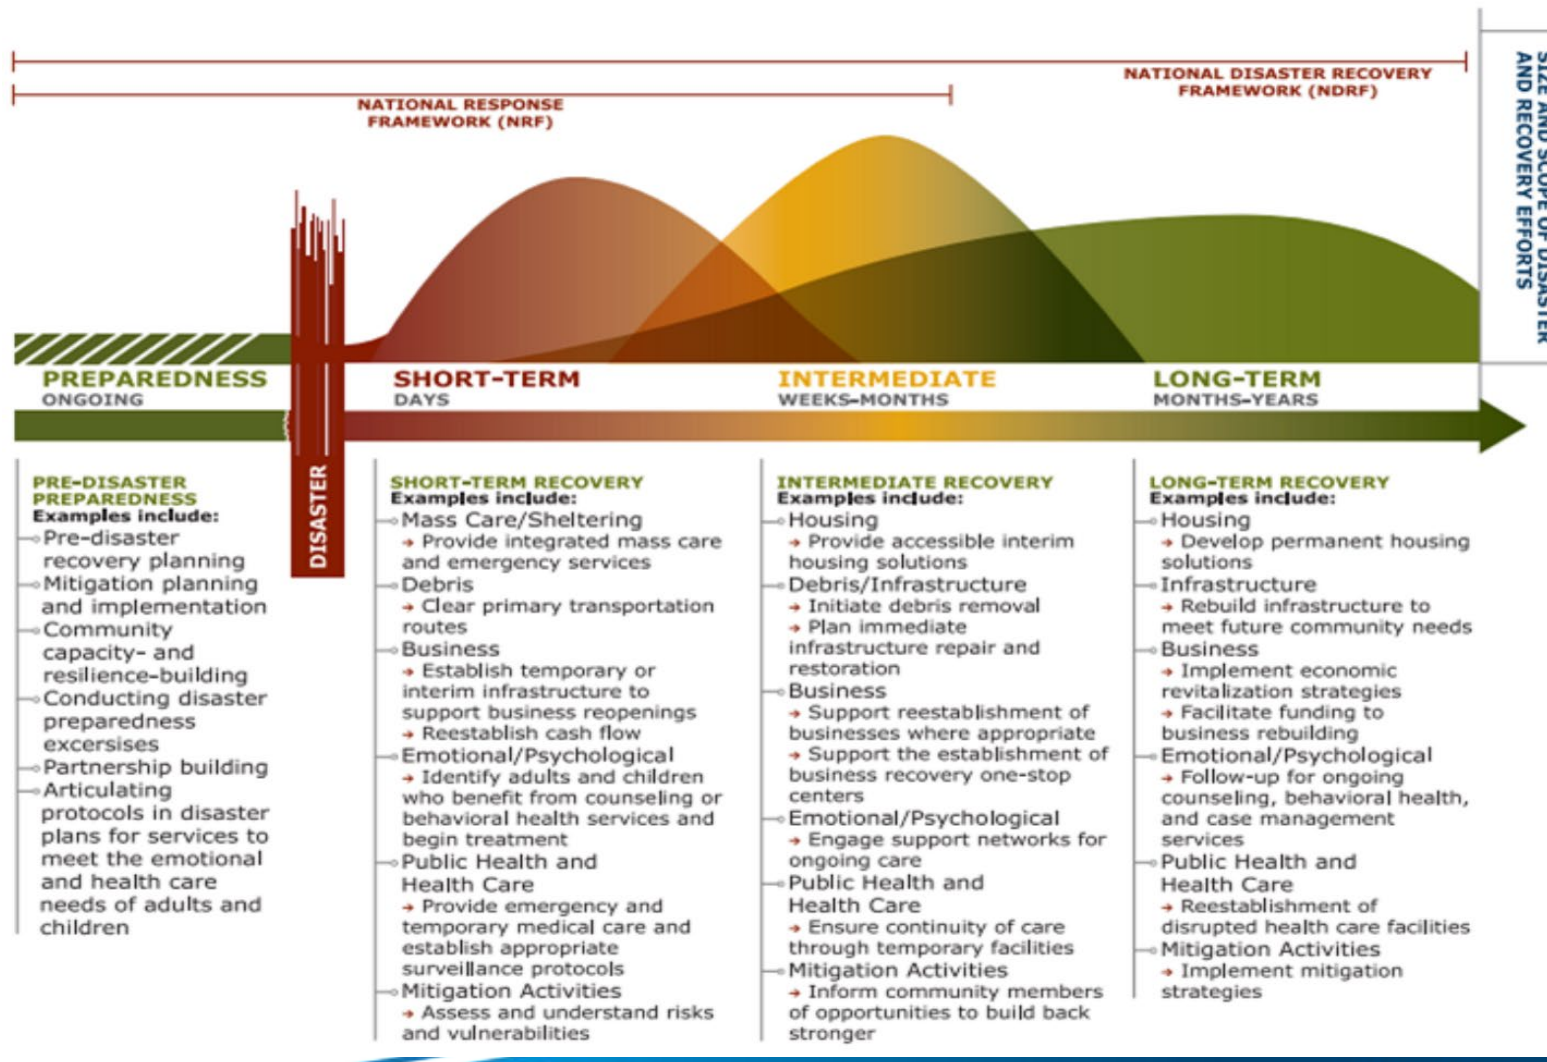 NATIONAL DISASTER RECOVERY
FRAMEWORK (NDRF)
NATIONAL RESPONSE
FRAMEWORK (NRF)
SIZE AND SCOPE OF DISASTER
AND RECOVERY EFFORTS
PREPAREDNESS
ONGOING
SHORT-TERM
DAYS
INTERMEDIATE
WEEKS-MONTHS
LONG-TERM
MONTHS-YEARS
DISASTER
PRE-DISASTER
PREPAREDNESS
Examples include:
Pre-disaster
recovery planning
Mitigation planning
and implementation
Community
capacity- and
resilience-building
Conducting disaster
preparedness
excersises
Partnership building
Articulating
protocols in disaster
plans for services to
meet the emotional
and health care
needs of adults and
children
SHORT-TERM RECOVERY
Examples include:
Mass Care/Sheltering
→ Provide integrated mass care
and emergency services
Debris
→ Clear primary transportation
routes
Business
→ Establish temporary or
interim infrastructure to
support business reopenings
→ Reestablish cash flow
Emotional/Psychological
→ Identify adults and children
who benefit from counseling or
behavioral health services and
begin treatment
Public Health and
Health Care
→ Provide emergency and
temporary medical care and
establish appropriate
surveillance protocols
Mitigation Activities
→ Assess and understand risks
and vulnerabilities
INTERMEDIATE RECOVERY
Examples include:
Housing
→ Provide accessible interim
housing solutions
Debris/Infrastructure
→ Initiate debris removal
→ Plan immediate
infrastructure repair and
restoration
Business
→ Support reestablishment of
businesses where appropriate
→ Support the establishment of
business recovery one-stop
centers
Emotional/Psychological
→ Engage support networks for
ongoing care
Public Health and
Health Care
→ Ensure continuity of care
through temporary facilities
Mitigation Activities
→ Inform community members
of opportunities to build back
stronger
LONG-TERM RECOVERY
Examples include:
Housing
→ Develop permanent housing
solutions
Infrastructure
→ Rebuild infrastructure to
meet future community needs
Business
→ Implement economic
revitalization strategies
→ Facilitate funding to
business rebuilding
Emotional/Psychological
→ Follow-up for ongoing
counseling, behavioral health,
and case management
services
Public Health and
Health Care
→ Reestablishment of
disrupted health care facilities
Mitigation Activities
→ Implement mitigation
strategies